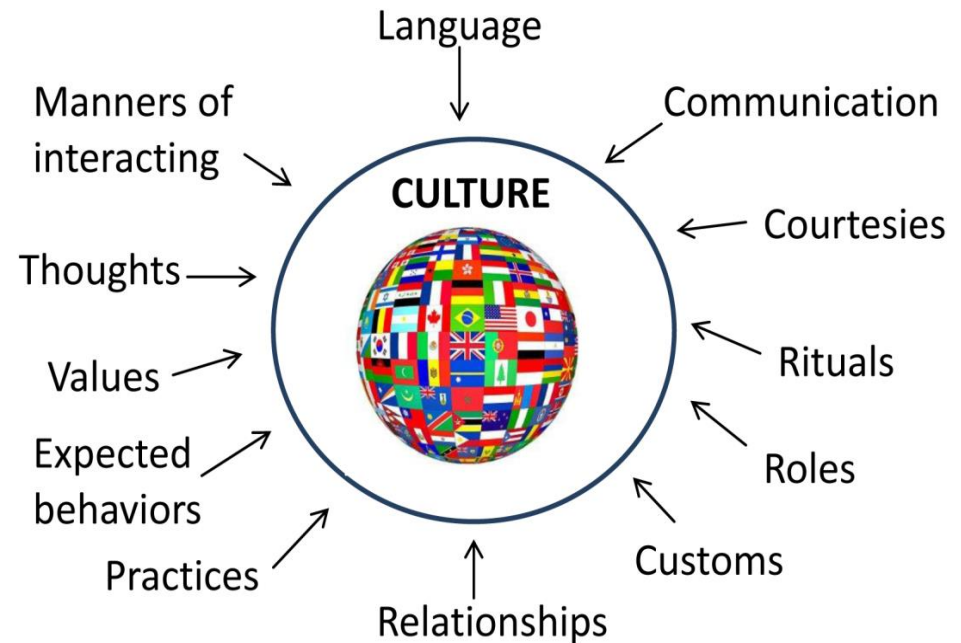 Language
Manners of
interacting
Communication
CULTURE
Courtesies
Thoughts
Values
Rituals
Expected
behaviors
Roles
Practices
Customs
Relationships